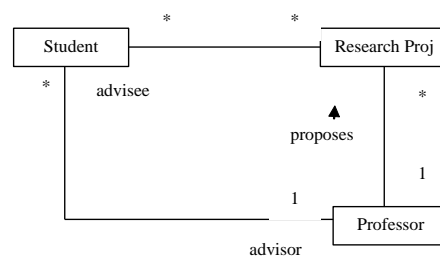 * *
Student Research Proj
* advisee *
proposes
1
1
Professor
advisor